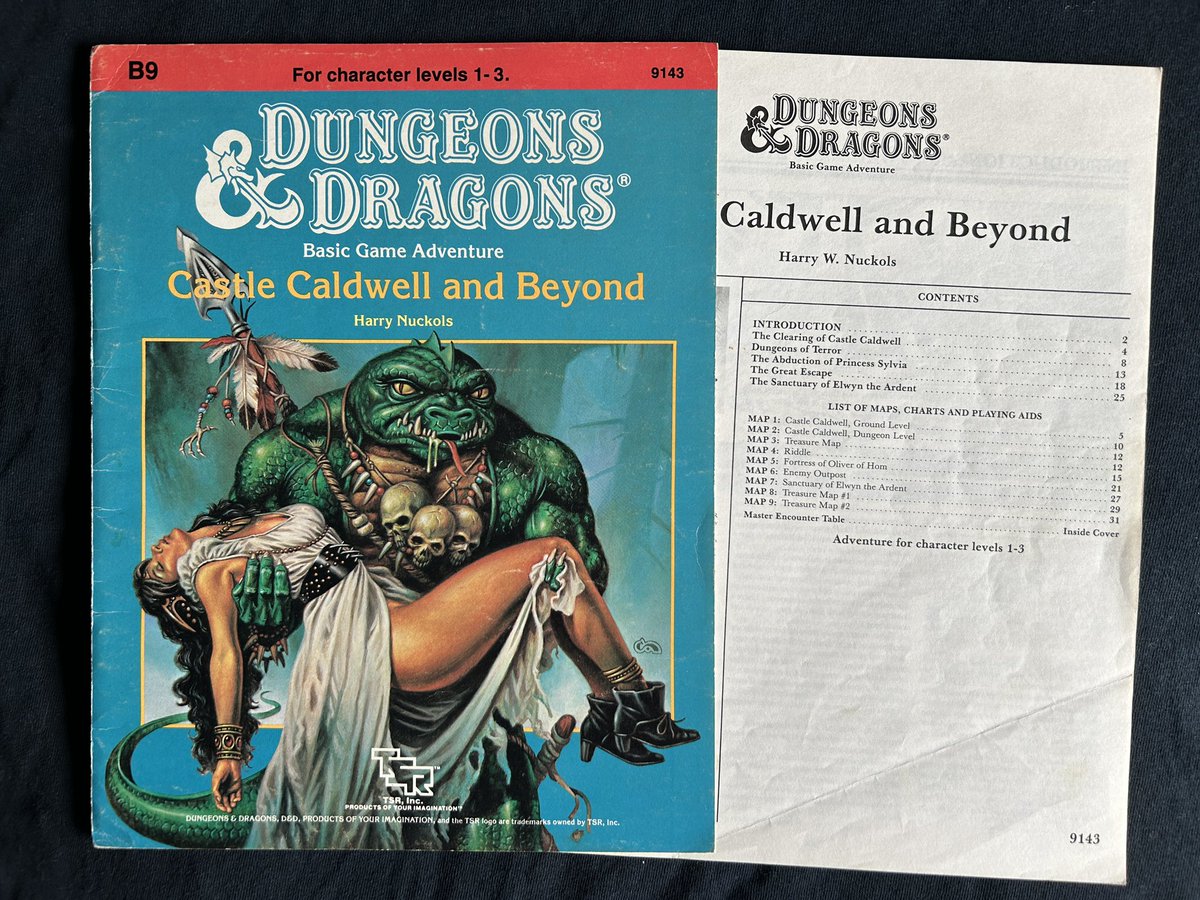 B9
For character levels 1-3.
9143
DUNGEONS
& DRAGONS®
Basic Game Adventure
Castle Caldwell and Beyond
Harry Nuckols
TSR™
TSR, Inc.
PRODUCTS OF YOUR IMAGINATION™
DUNGEONS & DRAGONS, D&D, PRODUCTS OF YOUR IMAGINATION, and the TSR logo are trademarks owned by TSR, Inc.
DUNGEONS
& DRAGONS®
Basic Game Adventure
Caldwell and Beyond
Harry W. Nuckols
CONTENTS
INTRODUCTION 2
The Clearing of Castle Caldwell 4
Dungeons of Terror 8
The Abduction of Princess Sylvia 13
The Great Escape 18
The Sanctuary of Elwyn the Ardent 25
LIST OF MAPS, CHARTS AND PLAYING AIDS
MAP 1: Castle Caldwell, Ground Level 5
MAP 2: Castle Caldwell, Dungeon Level 10
MAP 3: Treasure Map 12
MAP 4: Riddle 12
MAP 5: Fortress of Oliver of Horn 15
MAP 6: Enemy Outpost 21
MAP 7: Sanctuary of Elwyn the Ardent 27
MAP 8: Treasure Map #1 29
MAP 9: Treasure Map #2 31
Master Encounter Table Inside Cover
Adventure for character levels 1-3
9143